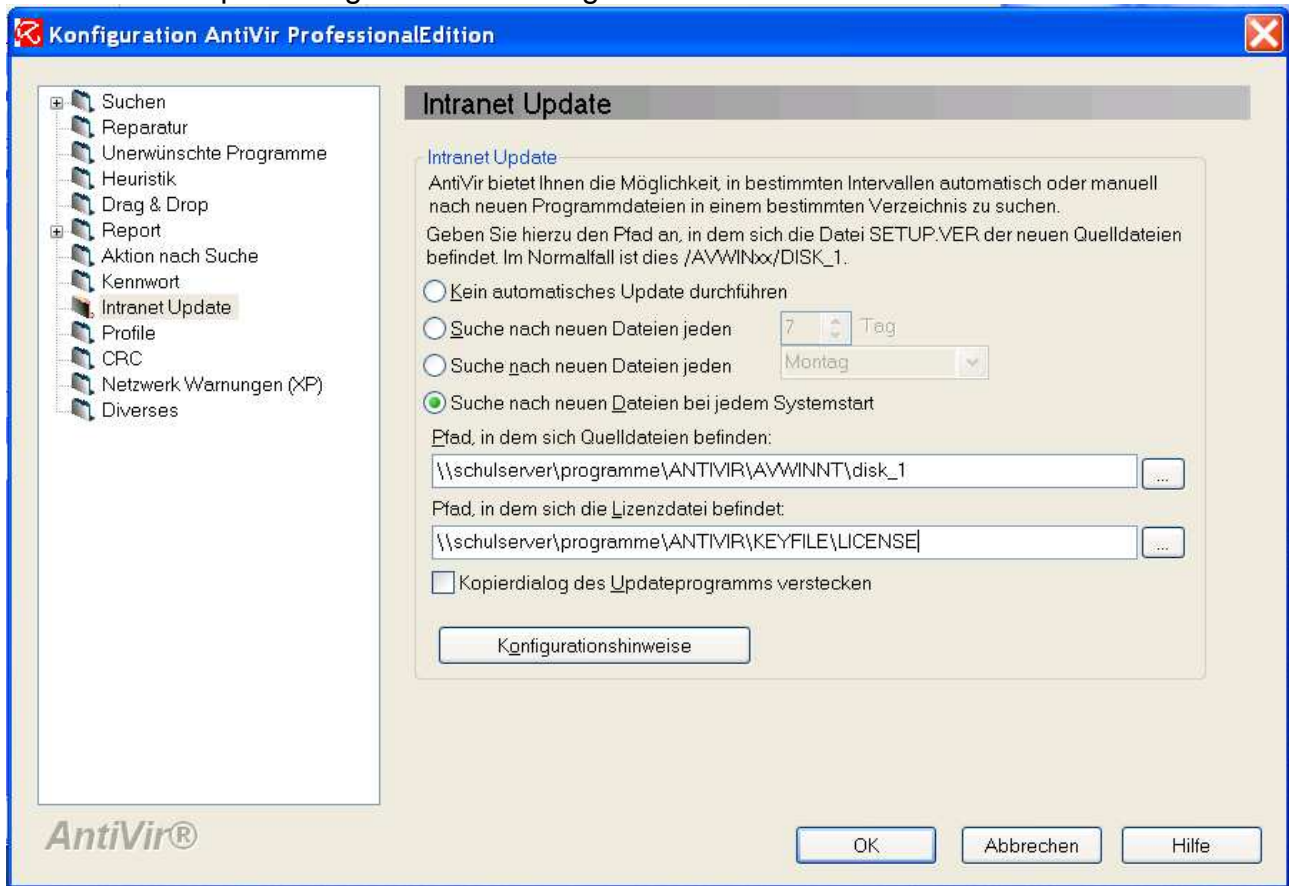 Konfiguration AntiVir ProfessionalEdition
Suchen
Reparatur
Unerwünschte Programme
Heuristik
Drag & Drop
Report
Aktion nach Suche
Kennwort
Intranet Update
Profile
CRC
Netzwerk Warnungen (XP)
Diverses
AntiVir®
Intranet Update
Intranet Update
AntiVir bietet Ihnen die Möglichkeit, in bestimmten Intervallen automatisch oder manuell
nach neuen Programmdateien in einem bestimmten Verzeichnis zu suchen.
Geben Sie hierzu den Pfad an, in dem sich die Datei SETUP.VER der neuen Quelldateien
befindet. Im Normalfall ist dies /AVWINxx/DISK_1.
Kein automatisches Update durchführen
Suche nach neuen Dateien jeden 7 Tag
Suche nach neuen Dateien jeden Montag
Suche nach neuen Dateien bei jedem Systemstart
Pfad, in dem sich Quelldateien befinden:
\\schulserver\programme\ANTIVIR\AVWINNT\disk_1 ...
Pfad, in dem sich die Lizenzdatei befindet:
\\schulserver\programme\ANTIVIR\KEYFILE\LICENSE ...
Kopierdialog des Updateprogramms verstecken
Konfigurationshinweise
OK Abbrechen Hilfe